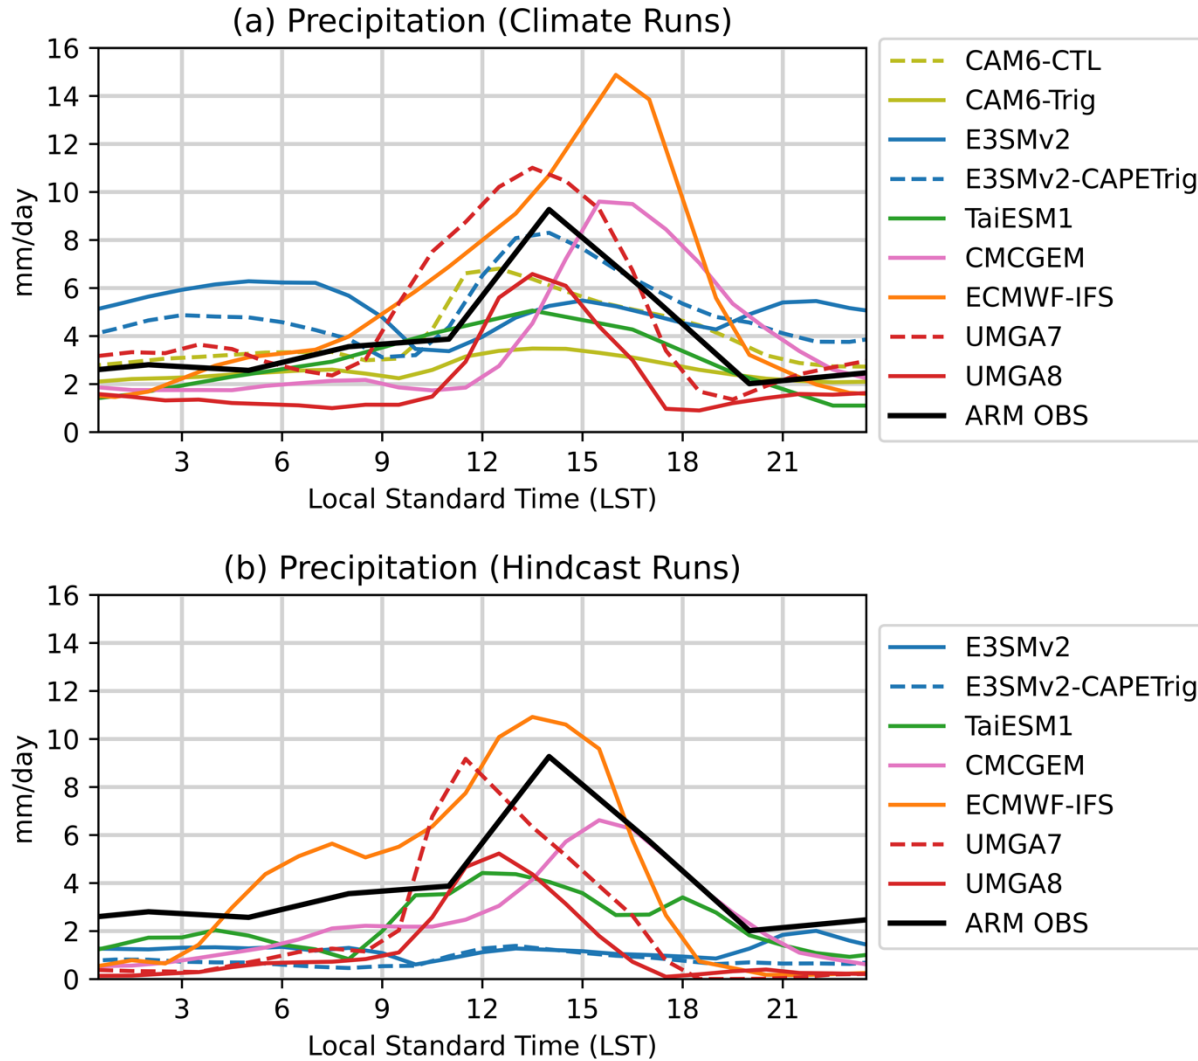 (a) Precipitation (Climate Runs)
16
14
12
10
8
6
4
2
0
mm/day
3 6 9 12 15 18 21
Local Standard Time (LST)
CAM6-CTL
CAM6-Trig
E3SMv2
E3SMv2-CAPETrig
TaiESM1
CMCGEM
ECMWF-IFS
UMGA7
UMGA8
ARM OBS
(b) Precipitation (Hindcast Runs)
16
14
12
10
8
6
4
2
0
mm/day
3 6 9 12 15 18 21
Local Standard Time (LST)
E3SMv2
E3SMv2-CAPETrig
TaiESM1
CMCGEM
ECMWF-IFS
UMGA7
UMGA8
ARM OBS